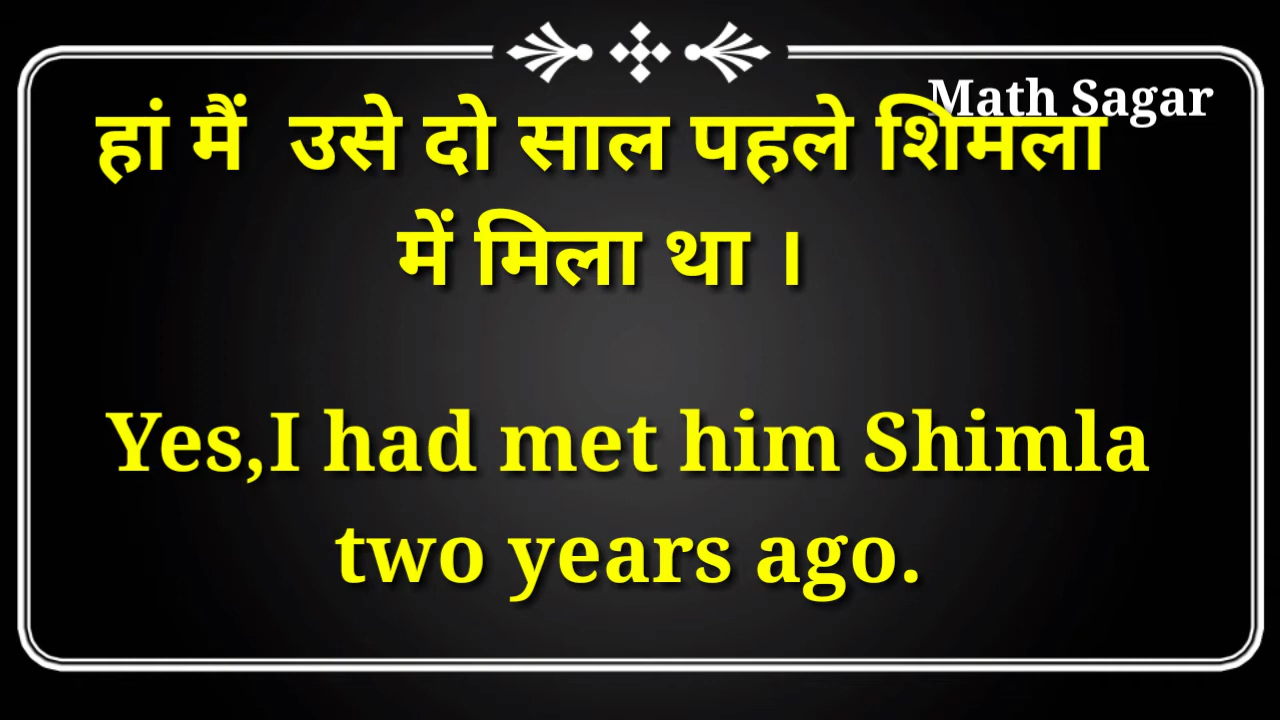 Math Sagar
हां मैं उसे दो साल पहले शिमला
में मिला था ।
Yes,I had met him Shimla
two years ago.